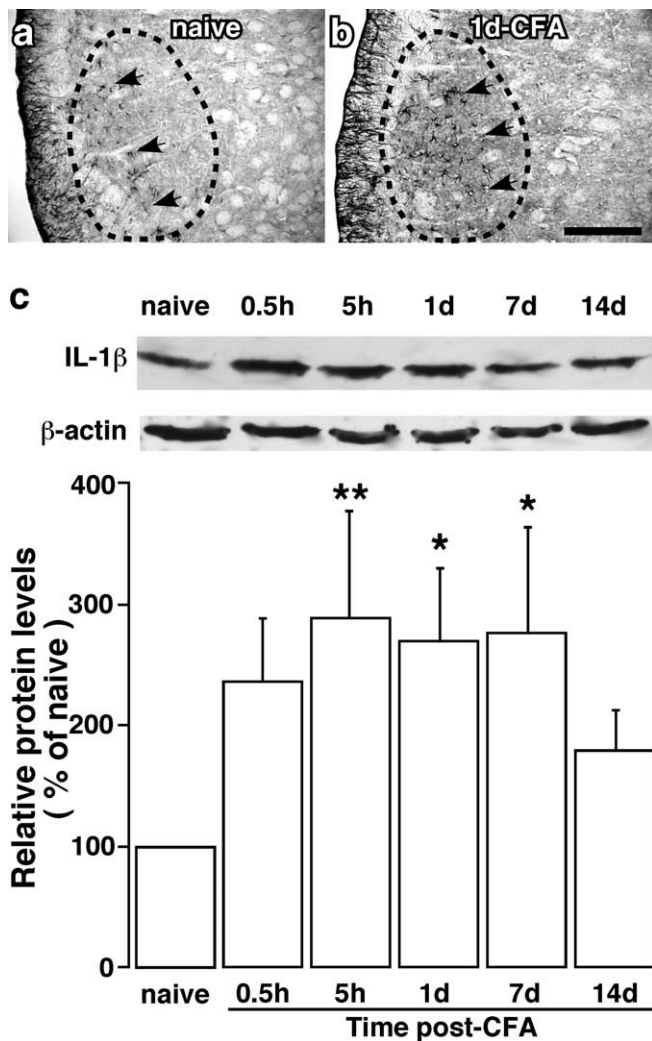 a naive
b 1d-CFA
c
naive 0.5h 5h 1d 7d 14d
IL-1β
β-actin
400
300
200
100
0
Relative protein levels
( % of naive )
** * *
naive 0.5h 5h 1d 7d 14d
Time post-CFA